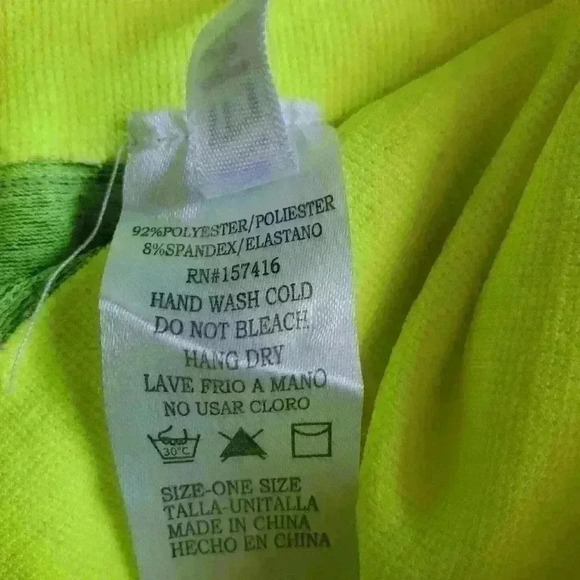 92%POLYESTER/POLIESTER
8%SPANDEX/ELASTANO
RN#157416
HAND WASH COLD
DO NOT BLEACH
HANG DRY
LAVE FRIO A MANO
NO USAR CLORO
30°C
SIZE-ONE SIZE
TALLA-UNITALLA
MADE IN CHINA
HECHO EN CHINA